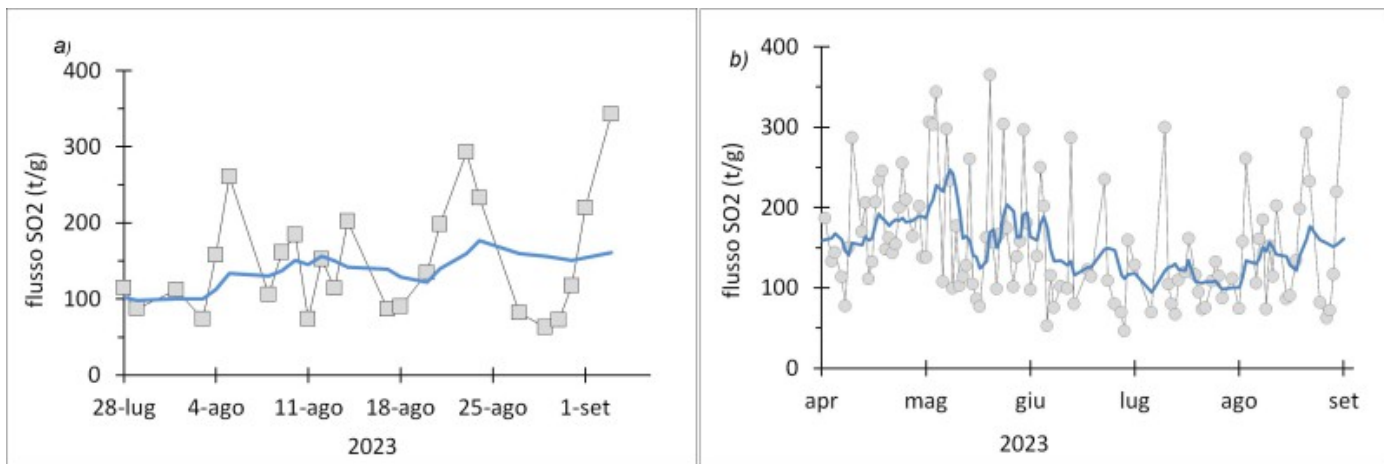 a)
400
300
200
100
0
flusso SO2 (t/g)
28-lug 4-ago 11-ago 18-ago 25-ago 1-set
2023
b)
400
300
200
100
0
flusso SO2 (t/g)
apr mag giu lug ago set
2023